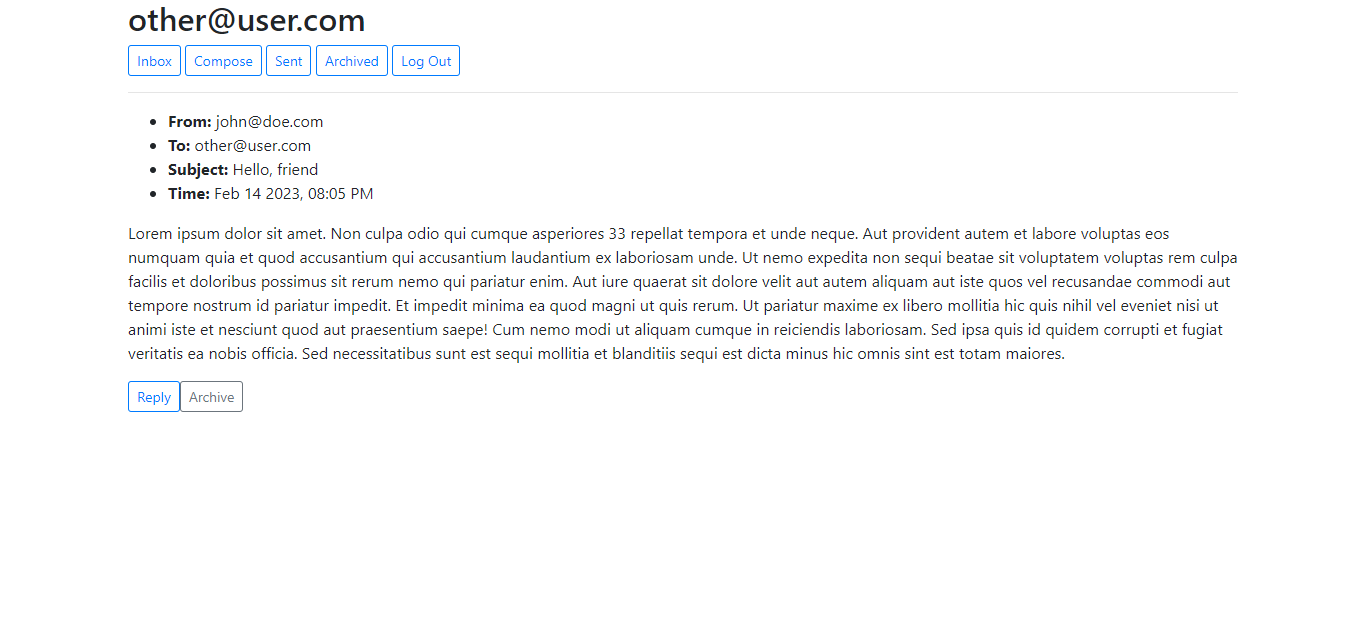 other@user.com
Inbox Compose Sent Archived Log Out
From: john@doe.com
To: other@user.com
Subject: Hello, friend
Time: Feb 14 2023, 08:05 PM
Lorem ipsum dolor sit amet. Non culpa odio qui cumque asperiores 33 repellat tempora et unde neque. Aut provident autem et labore voluptas eos
numquam quia et quod accusantium qui accusantium laudantium ex laboriosam unde. Ut nemo expedita non sequi beatae sit voluptatem voluptas rem culpa
facilis et doloribus possimus sit rerum nemo qui pariatur enim. Aut iure quaerat sit dolore velit aut autem aliquam aut iste quos vel recusandae commodi aut
tempore nostrum id pariatur impedit. Et impedit minima ea quod magni ut quis rerum. Ut pariatur maxime ex libero mollitia hic quis nihil vel eveniet nisi ut
animi iste et nesciunt quod aut praesentium saepe! Cum nemo modi ut aliquam cumque in reiciendis laboriosam. Sed ipsa quis id quidem corrupti et fugiat
veritatis ea nobis officia. Sed necessitatibus sunt est sequi mollitia et blanditiis sequi est dicta minus hic omnis sint est totam maiores.
Reply Archive